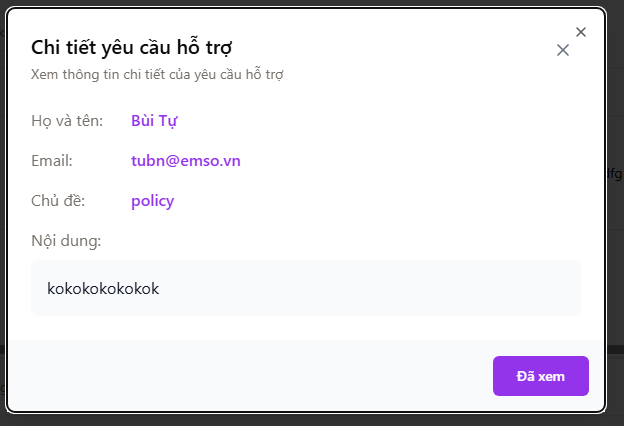 Chi tiết yêu cầu hỗ trợ
Xem thông tin chi tiết của yêu cầu hỗ trợ
Họ và tên: Bùi Tự
Email: tubn@emso.vn
Chủ đề: policy
Nội dung:
kokokokokokok
Đã xem